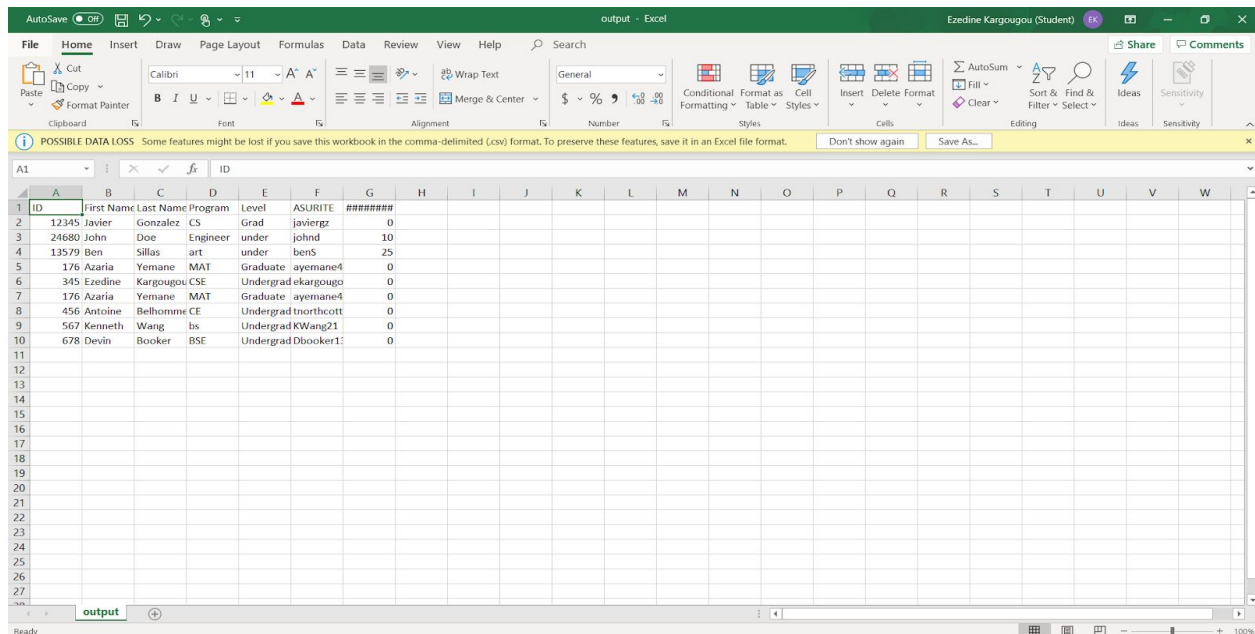 AutoSave Off output - Excel Ezedine Kargougou (Student) EK
File Home Insert Draw Page Layout Formulas Data Review View Help Search Share Comments
Paste Cut Calibri 11 A A Wrap Text General Conditional Formatting Format as Table Cell Styles Insert Delete Format AutoSum Sort & Filter Find & Select Ideas Sensitivity
Copy Fill
Format Painter B I U A Merge & Center $ % 9 Clear
Clipboard Font Alignment Number Styles Cells Editing Ideas Sensitivity
POSSIBLE DATA LOSS Some features might be lost if you save this workbook in the comma-delimited (.csv) format. To preserve these features, save it in an Excel file format. Don't show again Save As...
A1 fx ID
A B C D E F G H I J K L M N O P Q R S T U V W
1 ID First Name Last Name Program Level ASURITE ########
2 12345 Javier Gonzalez CS Grad javiergz 0
3 24680 John Doe Engineer under johnd 10
4 13579 Ben Sillas art under benS 25
5 176 Azaria Yemane MAT Graduate ayemane4 0
6 345 Ezedine Kargougou CSE Undergrad ekargougo 0
7 176 Azaria Yemane MAT Graduate ayemane4 0
8 456 Antoine Belhomme CE Undergrad tnorthcott 0
9 567 Kenneth Wang bs Undergrad KWang21 0
10 678 Devin Booker BSE Undergrad Dbooker1 0
11
12
13
14
15
16
17
18
19
20
21
22
23
24
25
26
27
output
Ready 100%